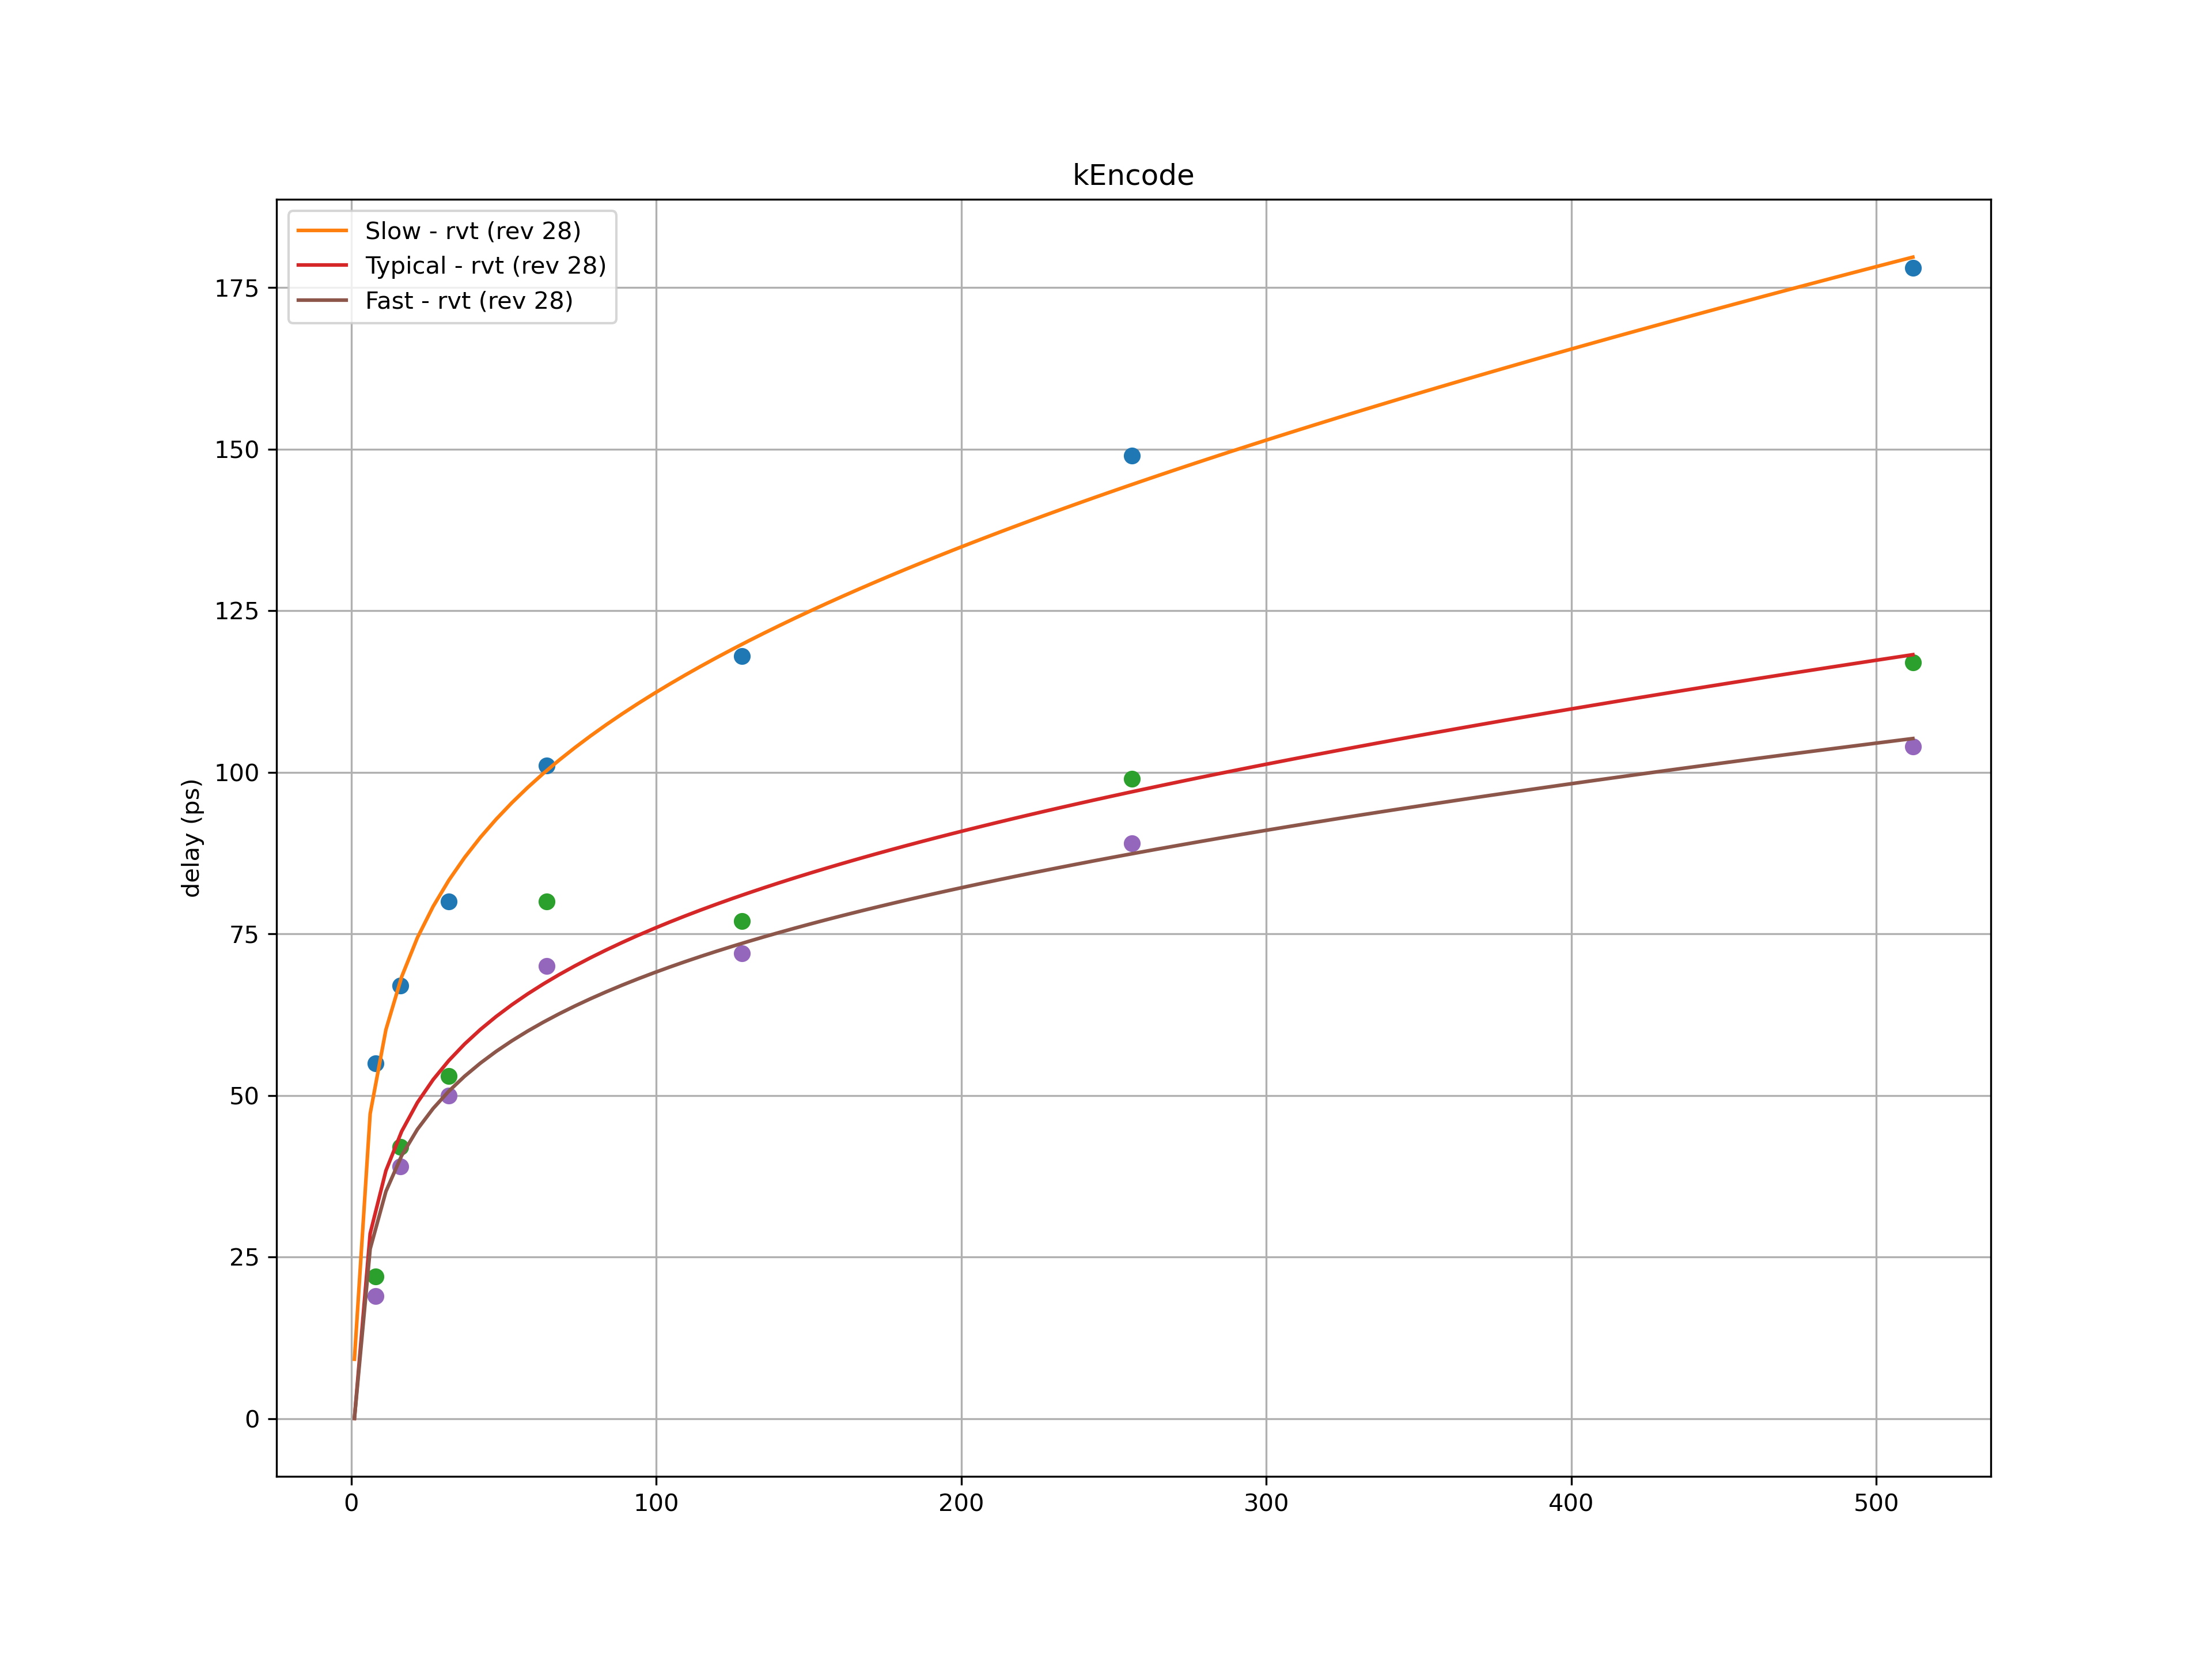 kEncode
Slow - rvt (rev 28)
Typical - rvt (rev 28)
Fast - rvt (rev 28)
175
150
125
100
75
50
25
0
delay (ps)
0 100 200 300 400 500